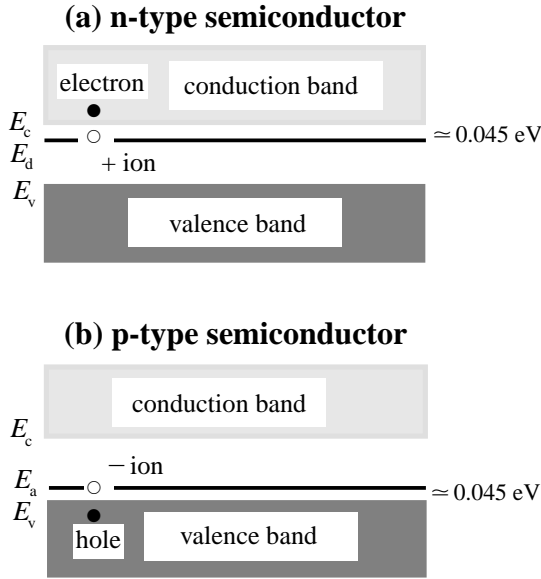 (a) n-type semiconductor
electron
conduction band
E_c
≃ 0.045 eV
E_d
+ ion
E_v
valence band
(b) p-type semiconductor
conduction band
E_c
− ion
E_a
≃ 0.045 eV
E_v
hole
valence band